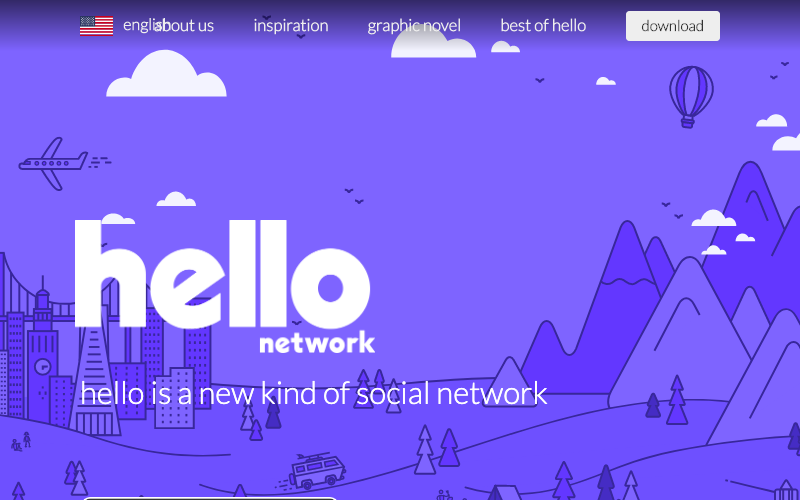 english about us inspiration graphic novel best of hello download
hello
network
hello is a new kind of social network